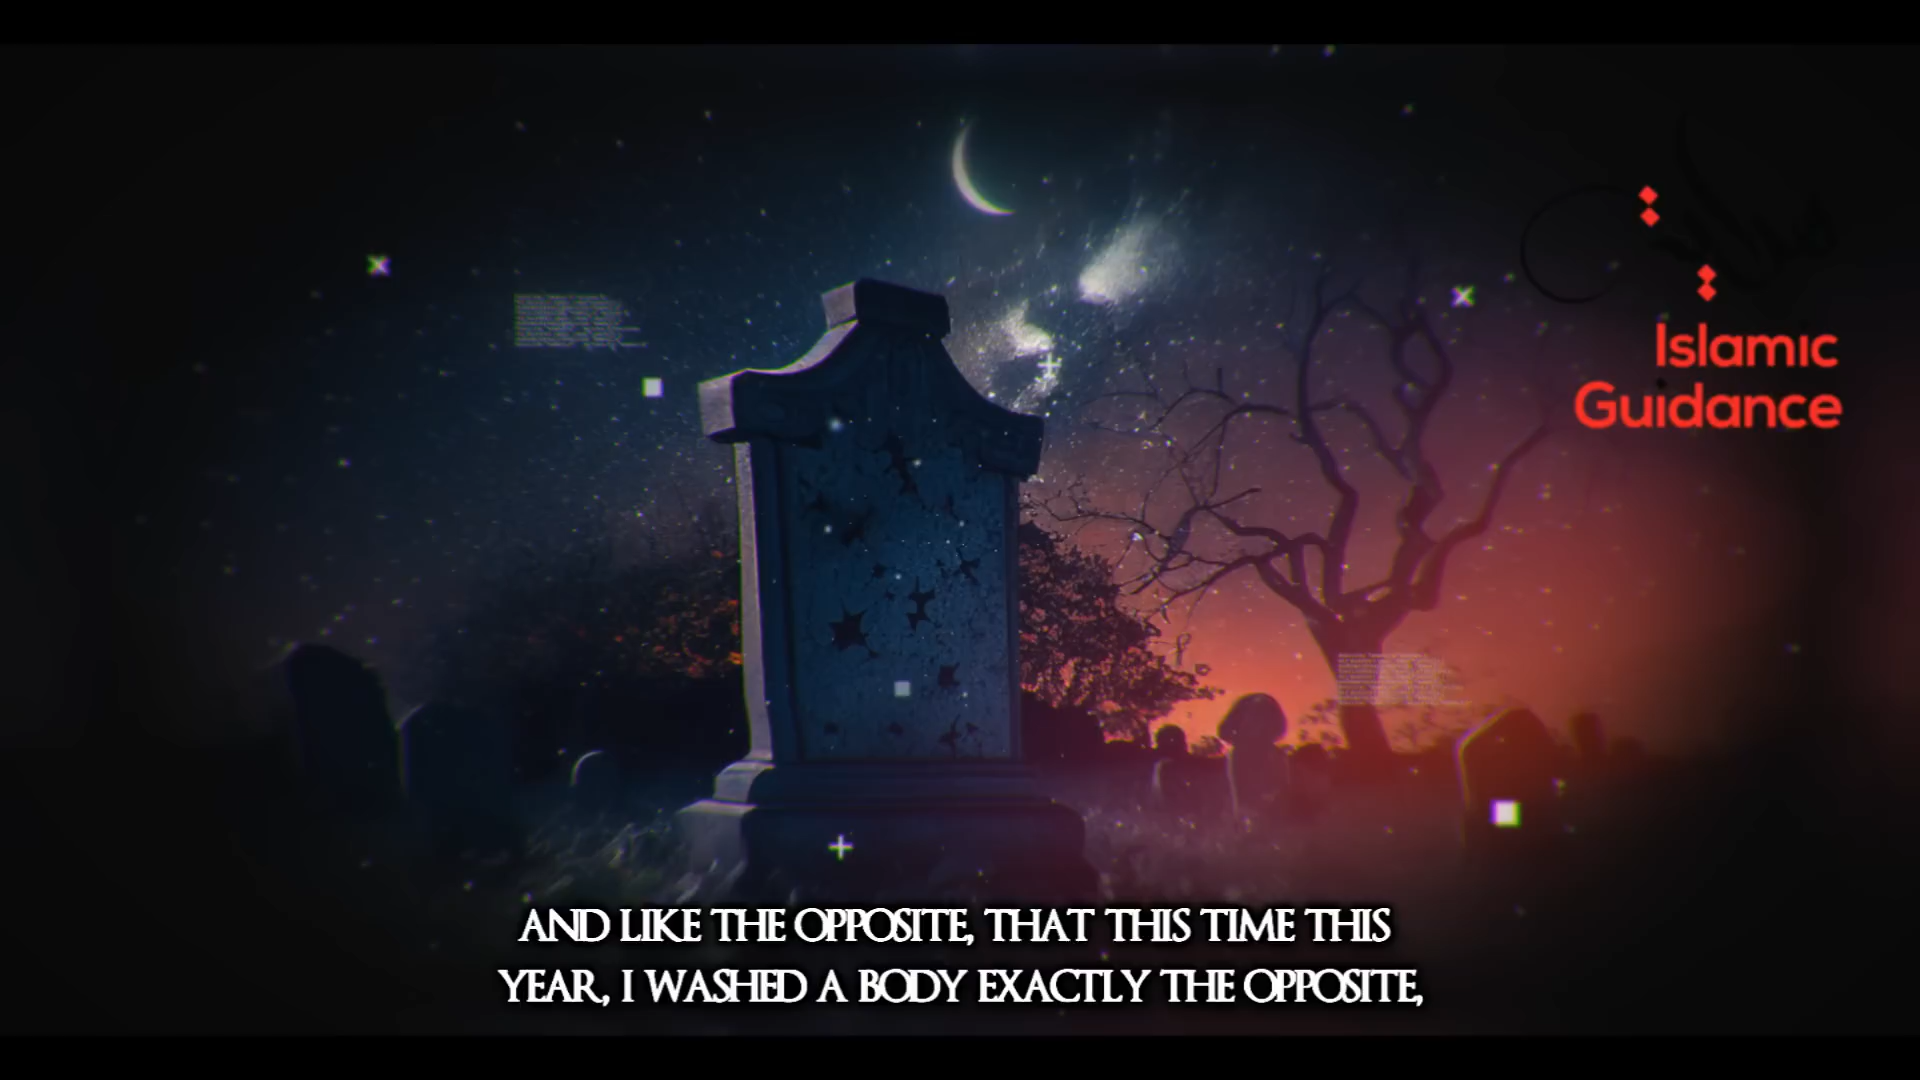 Islamic
Guidance
AND LIKE THE OPPOSITE, THAT THIS TIME THIS
YEAR, I WASHED A BODY EXACTLY THE OPPOSITE,